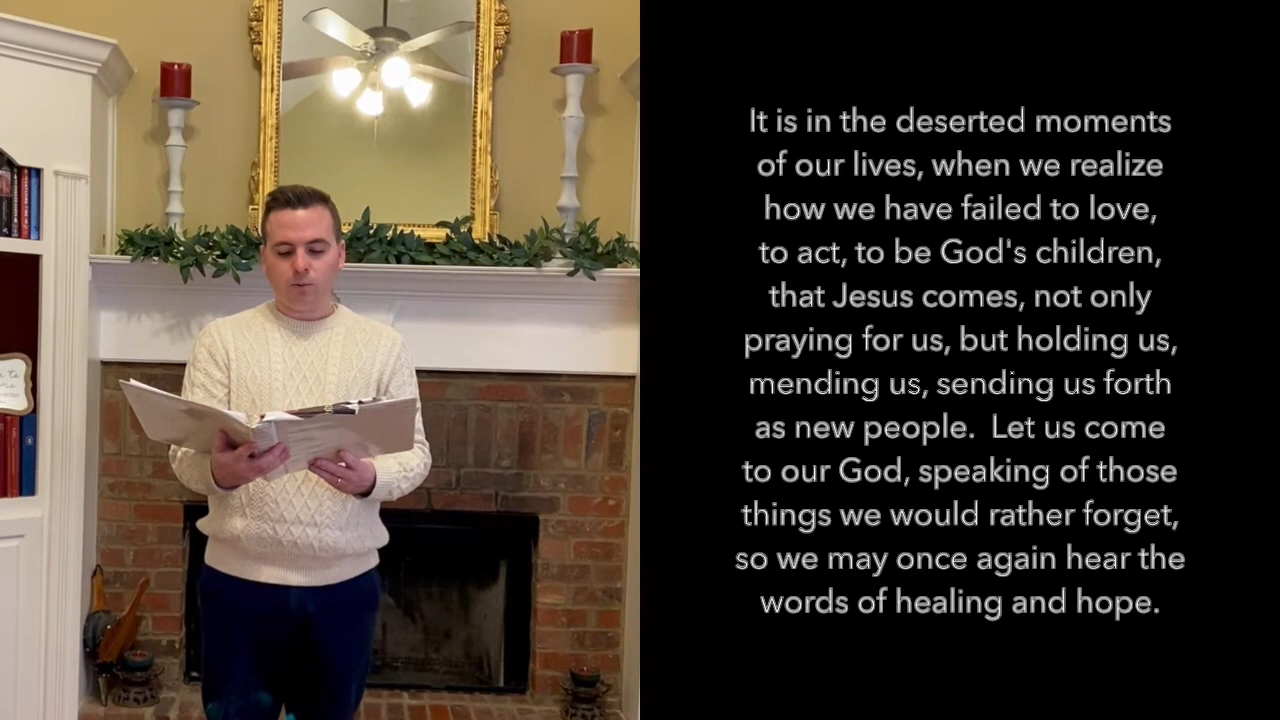 It is in the deserted moments
of our lives, when we realize
how we have failed to love,
to act, to be God's children,
that Jesus comes, not only
praying for us, but holding us,
mending us, sending us forth
as new people.  Let us come
to our God, speaking of those
things we would rather forget,
so we may once again hear the
words of healing and hope.